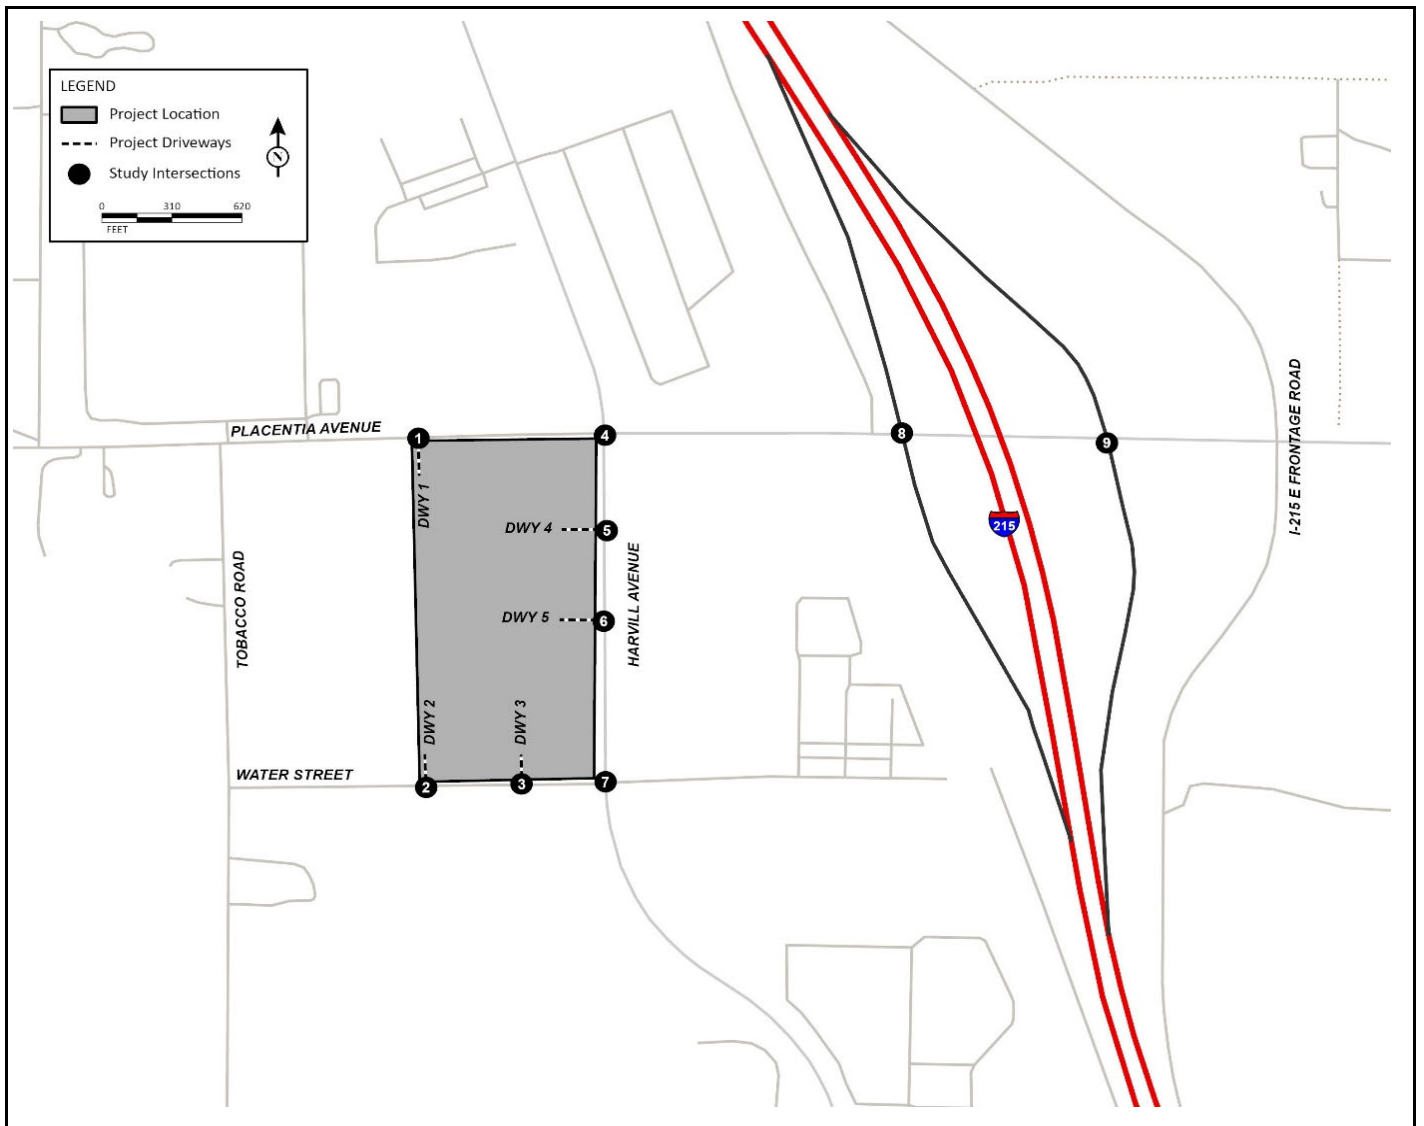 LEGEND
Project Location
Project Driveways
Study Intersections
N
0 310 620
FEET
PLACENTIA AVENUE
1
4
8
9
DWY 1
DWY 4
5
215
I-215 E FRONTAGE ROAD
TOBACCO ROAD
DWY 5
6
HARVILL AVENUE
DWY 2
DWY 3
WATER STREET
2
3
7